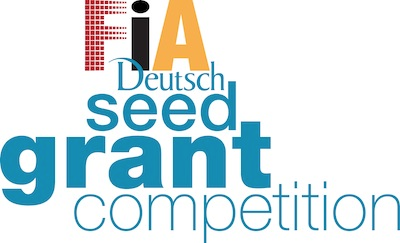 FiA
Deutsch
seed
grant
competition